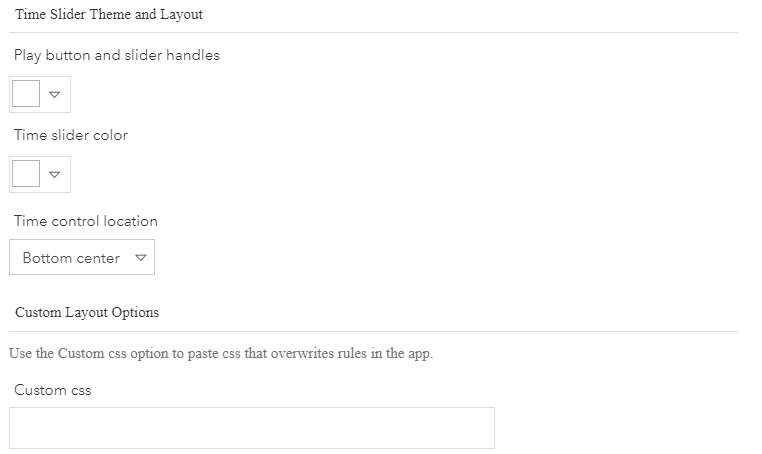 Time Slider Theme and Layout
Play button and slider handles
Time slider color
Time control location
Bottom center
Custom Layout Options
Use the Custom css option to paste css that overwrites rules in the app.
Custom css